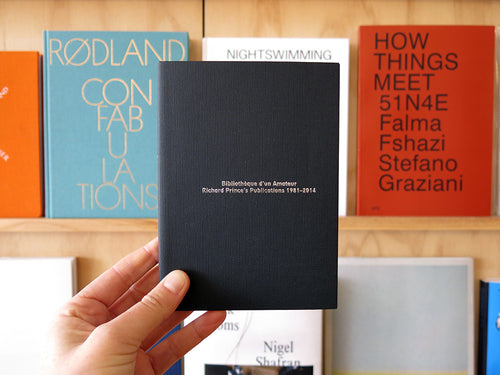 RØDLAND
CON
FAB
U
LA
TIONS
NIGHTSWIMMING
HOW
THINGS
MEET
51N4E
Falma
Fshazi
Stefano
Graziani
Bibliothèque d'un Amateur
Richard Prince's Publications 1981–2014
oms
Nigel
Shafran